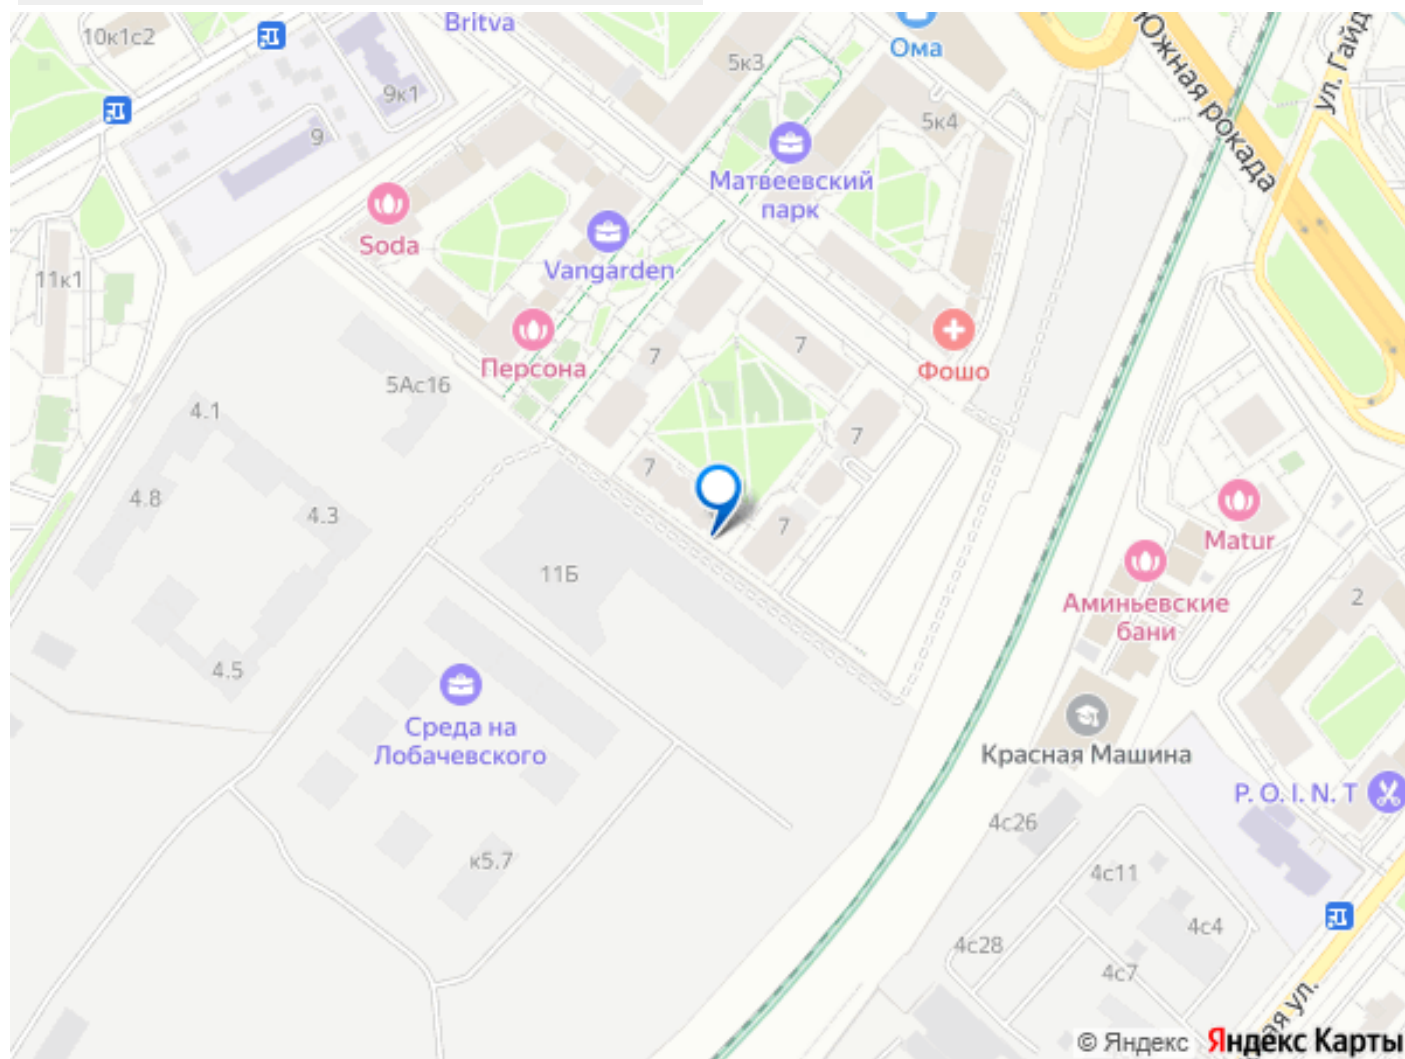 10к1с2
Britva
5к3
Ома
Южная рокада
ул. Гайд
9к1
9
5к4
Матвеевский
парк
Soda
Vangarden
11к1
Персона
7
7
Фошо
5Ас16
4.1
7
7
4.8
4.3
7
Matur
11Б
Аминьевские
бани
2
4.5
Среда на
Лобачевского
Красная Машина
P. O. I. N. T
4с26
к5.7
4с11
4с28
4с4
4с7
ая ул.
© Яндекс Яндекс Карты